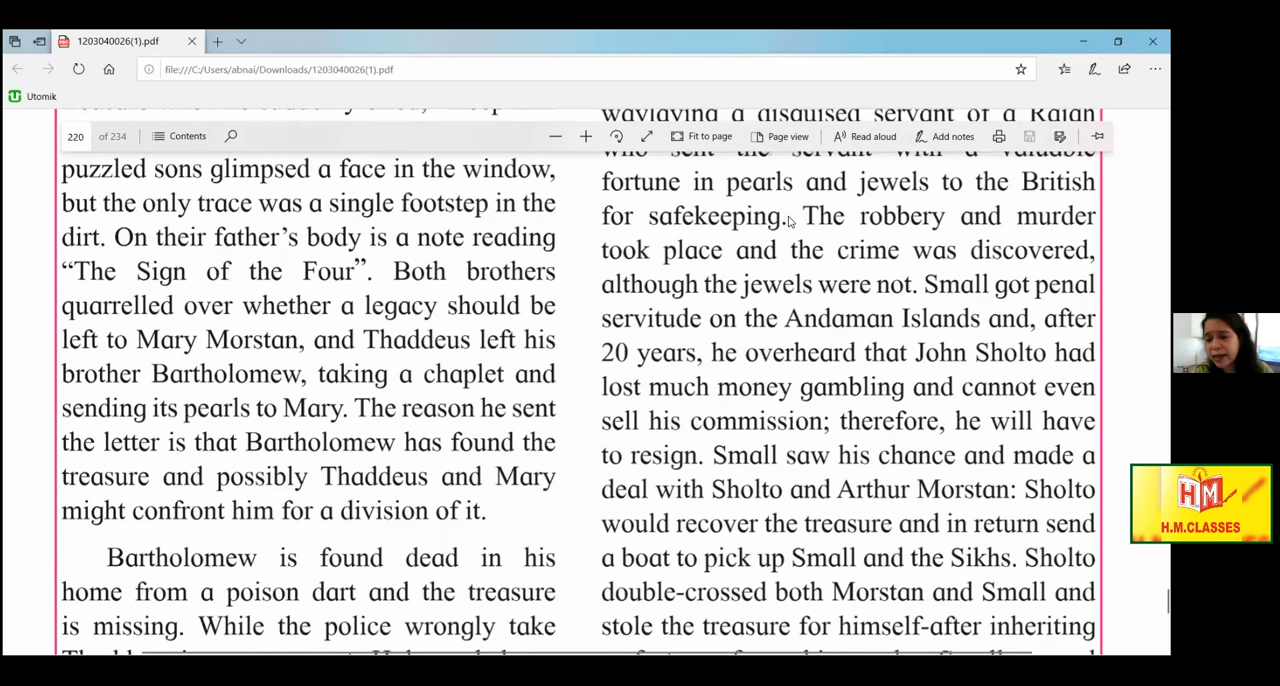 1203040026(1).pdf
file:///C:/Users/abnai/Downloads/1203040026(1).pdf
Utomik
220 of 234 Contents Fit to page Page view Read aloud Add notes
puzzled sons glimpsed a face in the window,
but the only trace was a single footstep in the
dirt. On their father's body is a note reading
“The Sign of the Four”. Both brothers
quarrelled over whether a legacy should be
left to Mary Morstan, and Thaddeus left his
brother Bartholomew, taking a chaplet and
sending its pearls to Mary. The reason he sent
the letter is that Bartholomew has found the
treasure and possibly Thaddeus and Mary
might confront him for a division of it.
Bartholomew is found dead in his
home from a poison dart and the treasure
is missing. While the police wrongly take
waylaying a disguised servant of a Rajah
who sent the servant with a valuable
fortune in pearls and jewels to the British
for safekeeping. The robbery and murder
took place and the crime was discovered,
although the jewels were not. Small got penal
servitude on the Andaman Islands and, after
20 years, he overheard that John Sholto had
lost much money gambling and cannot even
sell his commission; therefore, he will have
to resign. Small saw his chance and made a
deal with Sholto and Arthur Morstan: Sholto
would recover the treasure and in return send
a boat to pick up Small and the Sikhs. Sholto
double-crossed both Morstan and Small and
stole the treasure for himself-after inheriting
HM
H.M.CLASSES